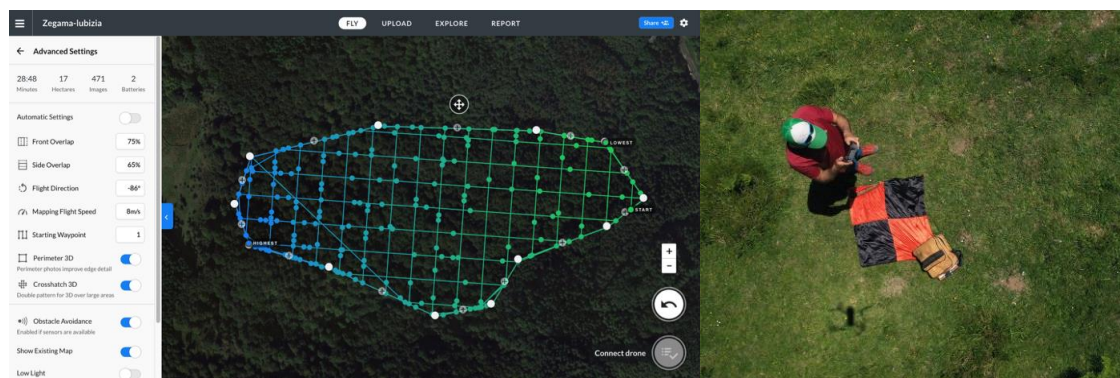 Zegama-lubizia
FLY UPLOAD EXPLORE REPORT
Share
Advanced Settings
28:48 17 471 2
Minutes Hectares Images Batteries
Automatic Settings
Front Overlap 75%
Side Overlap 65%
Flight Direction -86°
Mapping Flight Speed 8m/s
Starting Waypoint 1
Perimeter 3D
Perimeter photos improve edge detail
Crosshatch 3D
Double pattern for 3D over large areas
Obstacle Avoidance
Enabled if sensors are available
Show Existing Map
Low Light
LOWEST
START
HIGHEST
+
−
Connect drone